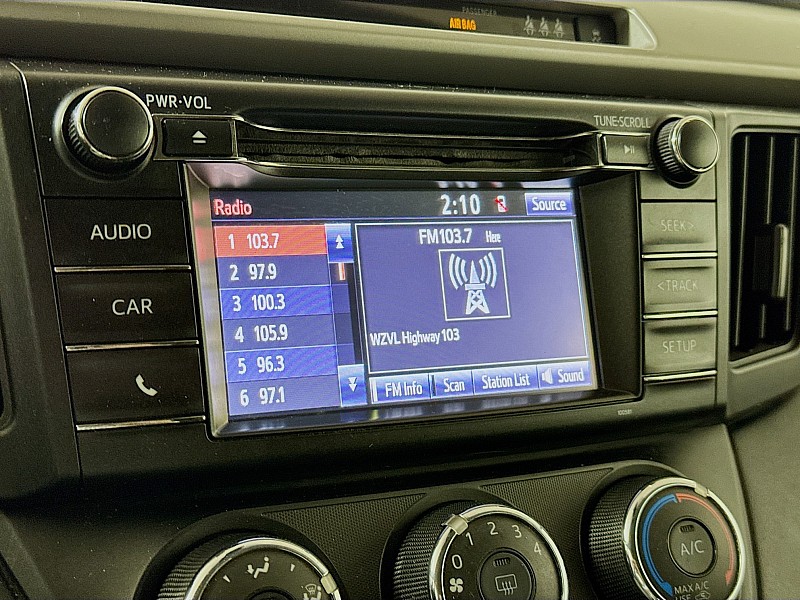 PASSENGER
AIR BAG
PWR·VOL
TUNE·SCROLL
Radio
2:10
Source
AUDIO
CAR
1 103.7
2 97.9
3 100.3
4 105.9
5 96.3
6 97.1
FM103.7 Here
WZVL Highway 103
FM Info
Scan
Station List
Sound
SEEK>
<TRACK
SETUP
100591
0 1 2 3 4
A/C
MAX A/C
USE